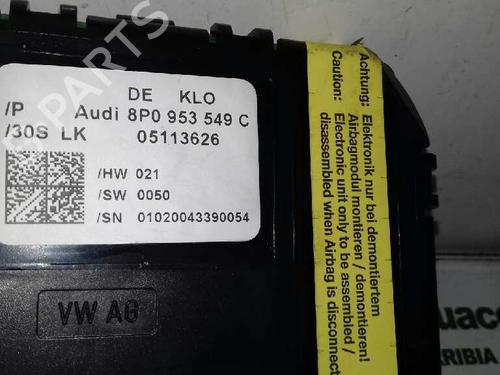 DE KLO
/P Audi 8P0 953 549 C
/30S LK 05113626
/HW 021
/SW 0050
/SN 01020043390054
VW AG
Achtung: Elektronik nur bei demontiertem
Airbagmodul montieren / demontieren!
Caution: Electronic unit only to be assembled /
disassembled when Airbag is disconnect
RIBIA